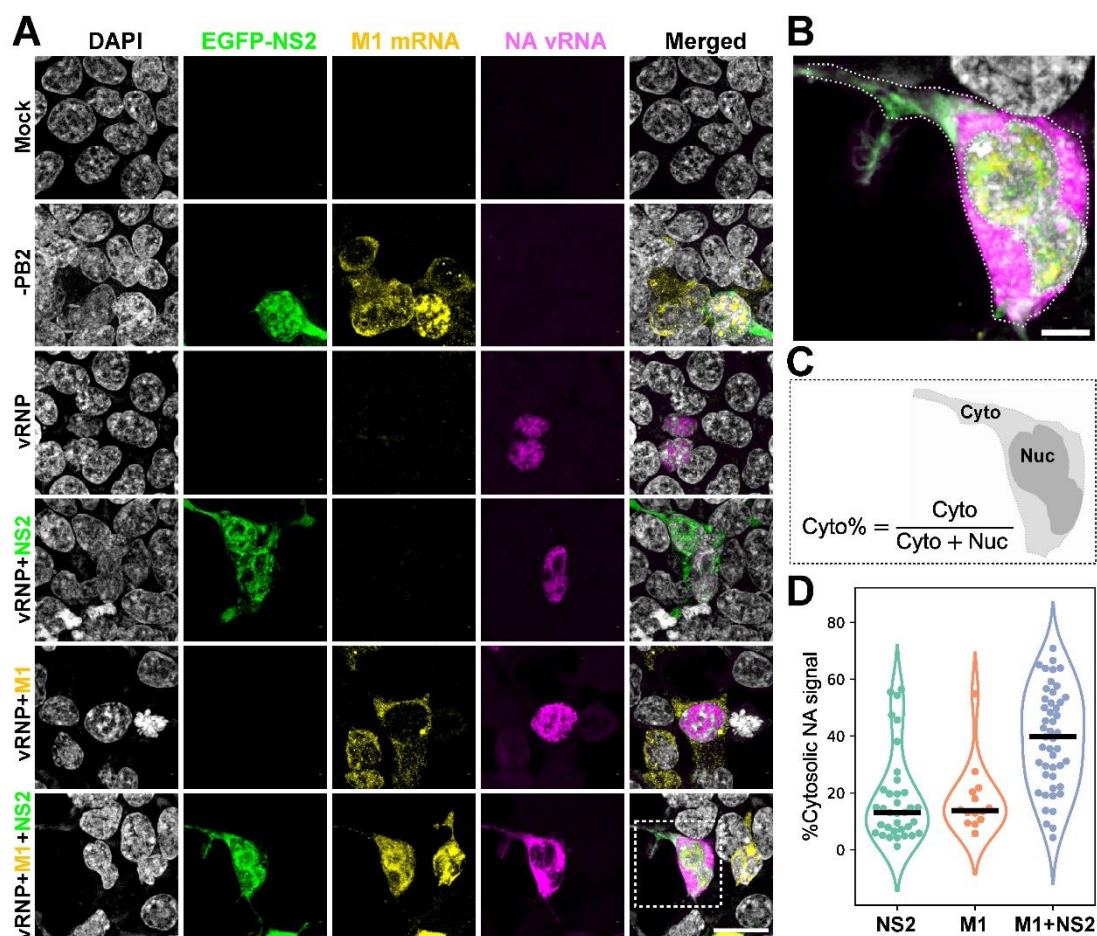 A
DAPI EGFP-NS2 M1 mRNA NA vRNA Merged
Mock
-PB2
vRNP
vRNP+NS2
vRNP+M1
vRNP+M1+NS2
B
C
Cyto
Nuc
Cyto% = Cyto
Cyto + Nuc
D
%Cytosolic NA signal
80
60
40
20
0
NS2 M1 M1+NS2